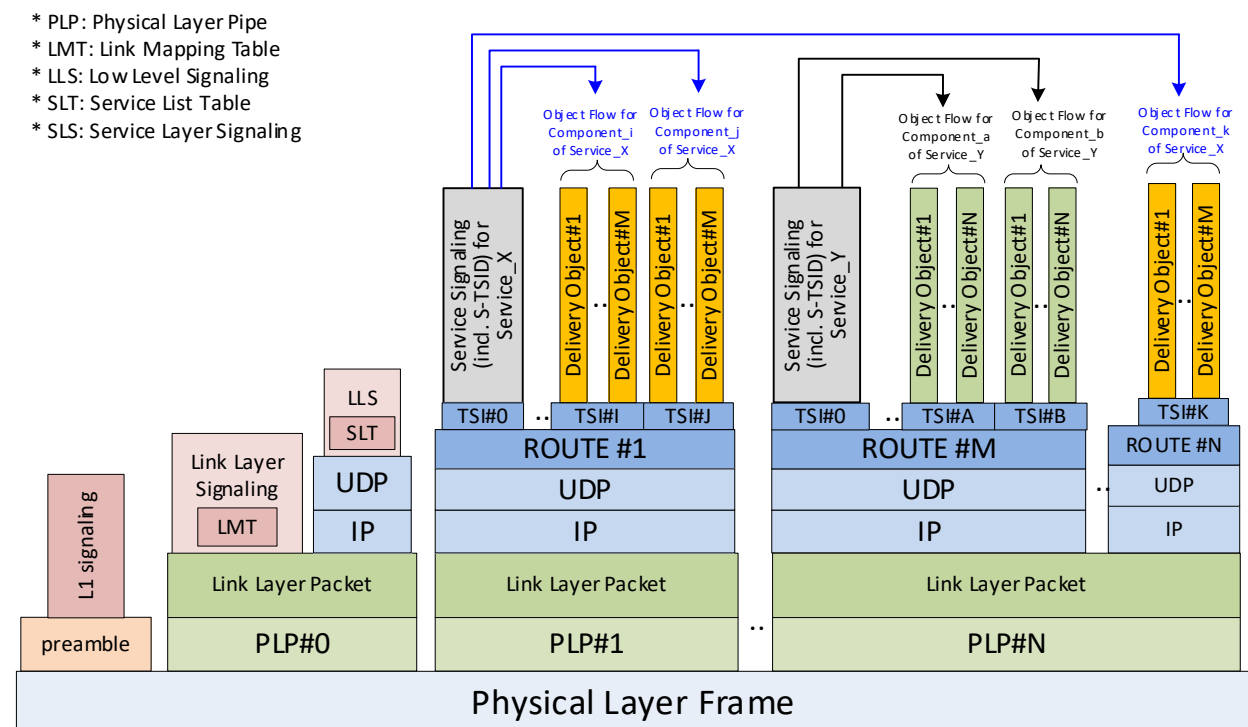 * PLP: Physical Layer Pipe
* LMT: Link Mapping Table
* LLS: Low Level Signaling
* SLT: Service List Table
* SLS: Service Layer Signaling
Object Flow for
Component_i
of Service_X
Object Flow for
Component_j
of Service_X
Object Flow for
Component_a
of Service_Y
Object Flow for
Component_b
of Service_Y
Object Flow for
Component_k
of Service_X
Service Signaling
(incl. S-TSID) for
Service_X
Delivery Object#1
..
Delivery Object#M
Delivery Object#1
..
Delivery Object#M
Service Signaling
(incl. S-TSID) for
Service_Y
Delivery Object#1
..
Delivery Object#N
Delivery Object#1
..
Delivery Object#N
Delivery Object#1
..
Delivery Object#M
LLS
SLT
TSI#0
..
TSI#I
TSI#J
TSI#0
..
TSI#A
TSI#B
TSI#K
ROUTE #1
ROUTE #M
ROUTE #N
L1 signaling
Link Layer
Signaling
LMT
UDP
IP
UDP
IP
UDP
IP
..
UDP
IP
Link Layer Packet
Link Layer Packet
Link Layer Packet
preamble
PLP#0
PLP#1
..
PLP#N
Physical Layer Frame